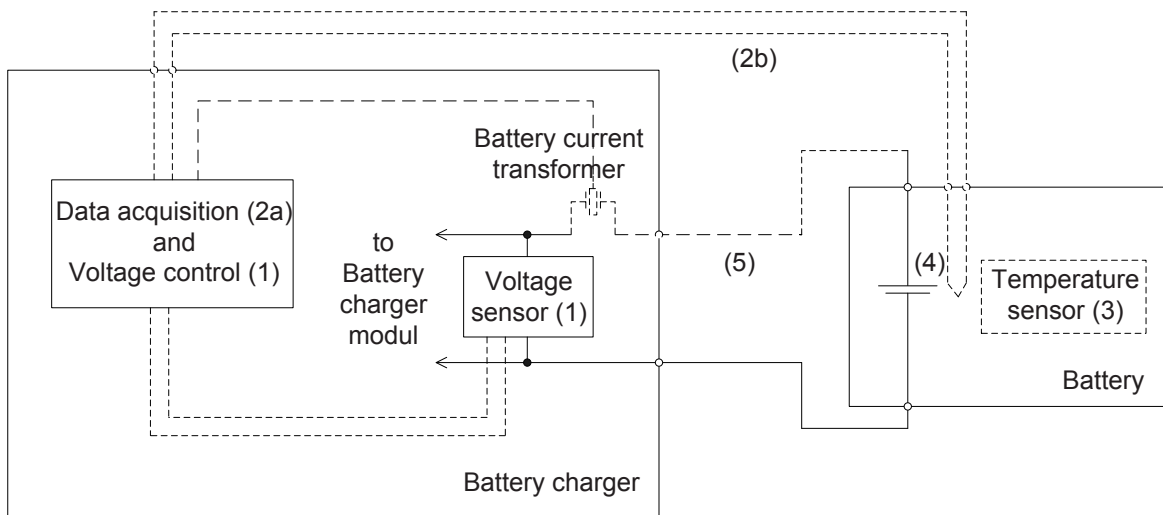 (2b)
Battery current
transformer
Data acquisition (2a)
and
Voltage control (1)
to
Battery
charger
modul
Voltage
sensor (1)
(5)
(4)
Temperature
sensor (3)
Battery
Battery charger